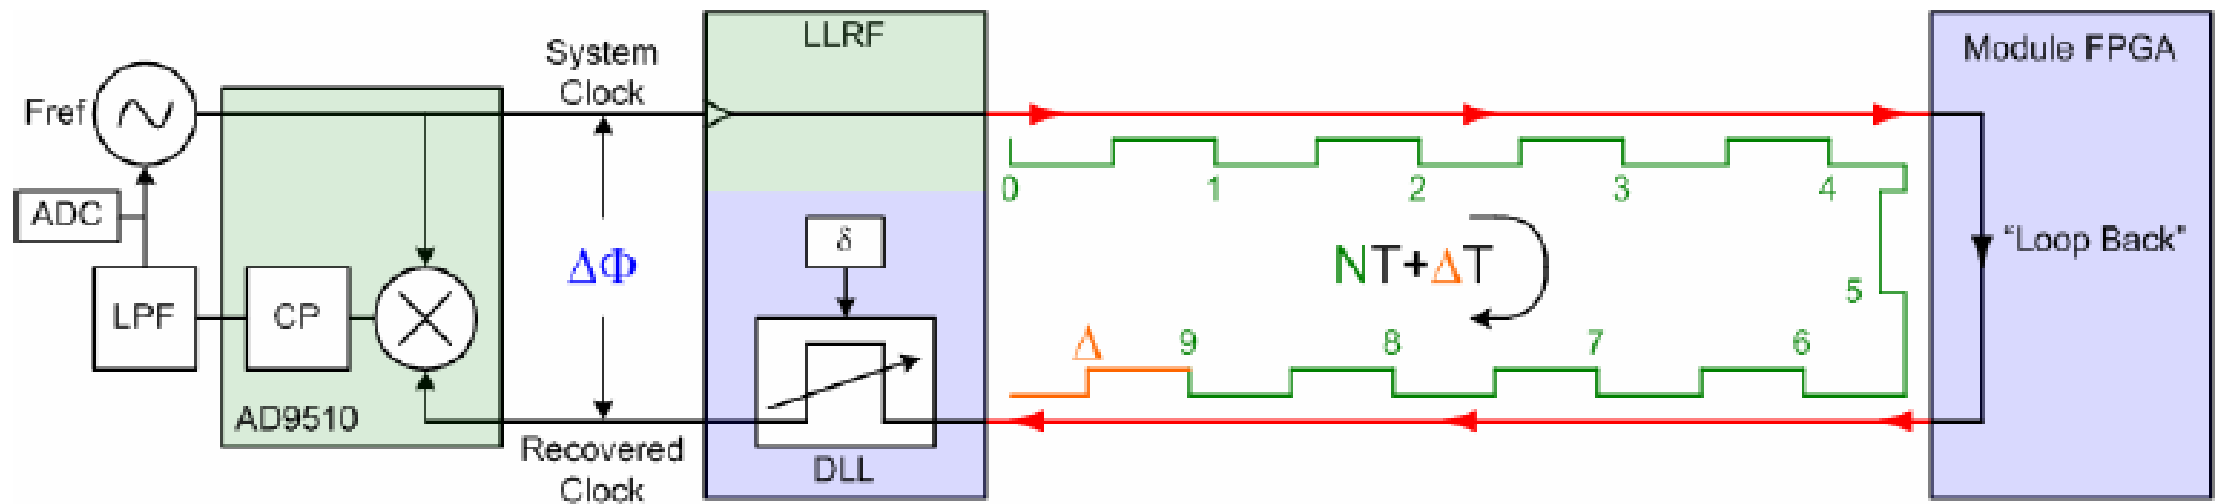 Fref
ADC
LPF
CP
AD9510
System
Clock
ΔΦ
Recovered
Clock
LLRF
δ
DLL
0
1
2
3
4
5
6
7
8
9
Δ
NT+ΔT
Module FPGA
“Loop Back”